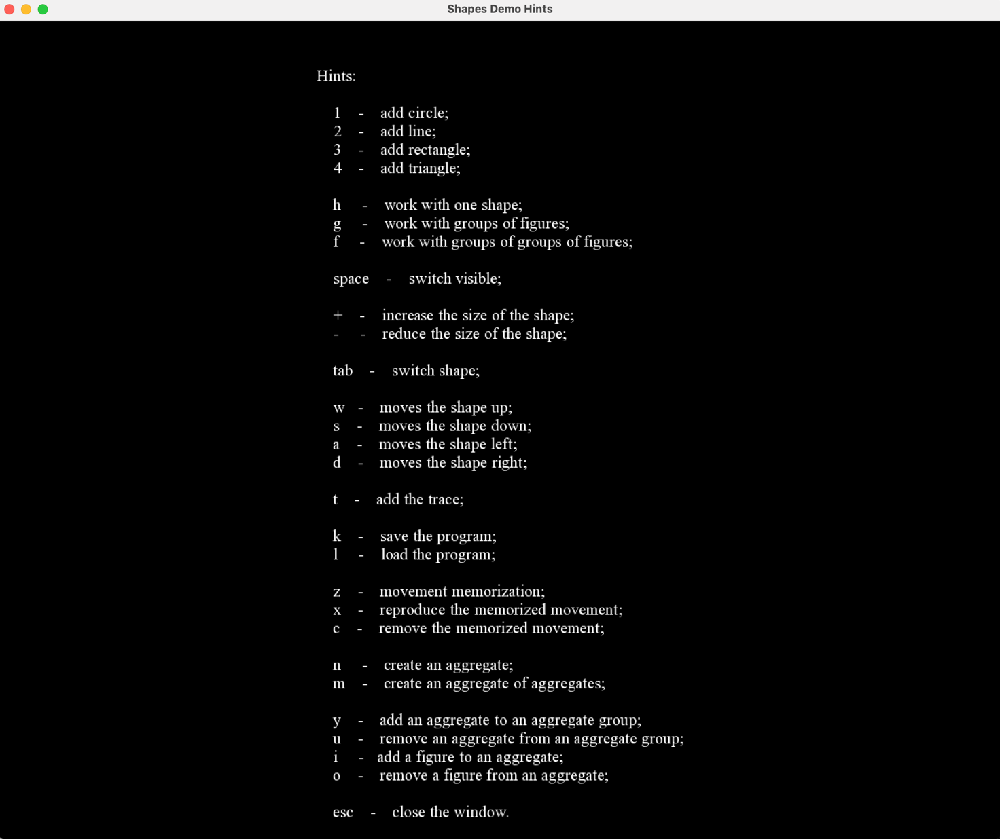 Shapes Demo Hints
Hints:
1 - add circle;
2 - add line;
3 - add rectangle;
4 - add triangle;
h - work with one shape;
g - work with groups of figures;
f - work with groups of groups of figures;
space - switch visible;
+ - increase the size of the shape;
- - reduce the size of the shape;
tab - switch shape;
w - moves the shape up;
s - moves the shape down;
a - moves the shape left;
d - moves the shape right;
t - add the trace;
k - save the program;
l - load the program;
z - movement memorization;
x - reproduce the memorized movement;
c - remove the memorized movement;
n - create an aggregate;
m - create an aggregate of aggregates;
y - add an aggregate to an aggregate group;
u - remove an aggregate from an aggregate group;
i - add a figure to an aggregate;
o - remove a figure from an aggregate;
esc - close the window.